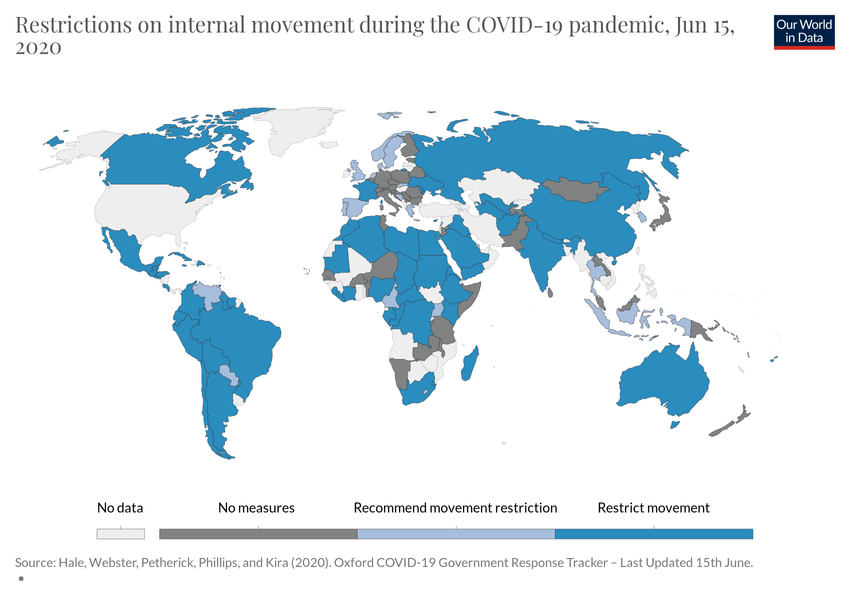 Restrictions on internal movement during the COVID-19 pandemic, Jun 15,
2020
Our World
in Data
No data
No measures
Recommend movement restriction
Restrict movement
Source: Hale, Webster, Petherick, Phillips, and Kira (2020). Oxford COVID-19 Government Response Tracker – Last Updated 15th June.
•